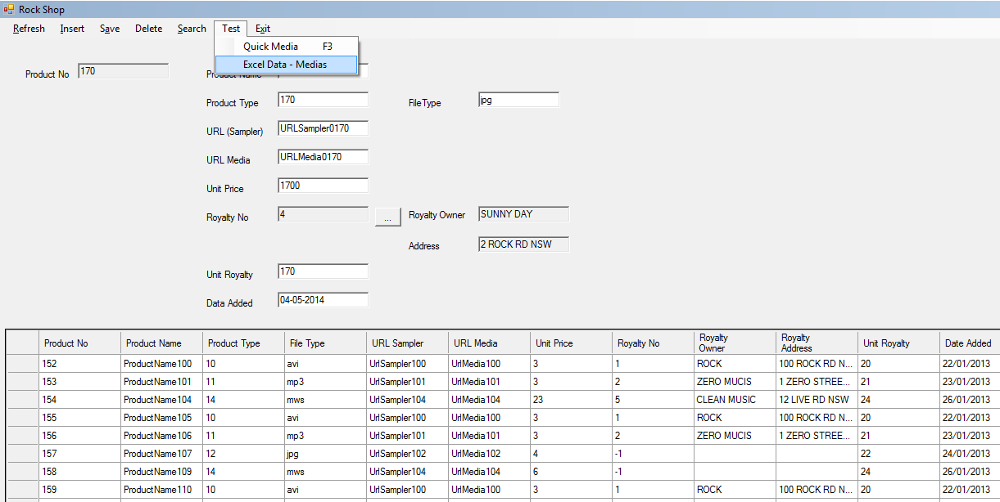 Rock Shop
Refresh Insert Save Delete Search Test Exit
Quick Media F3
Excel Data - Medias
Product No 170 Product Name
Product Type 170 FileType jpg
URL (Sampler) URLSampler0170
URL Media URLMedia0170
Unit Price 1700
Royalty No 4 ... Royalty Owner SUNNY DAY
Address 2 ROCK RD NSW
Unit Royalty 170
Data Added 04-05-2014
Product No Product Name Product Type File Type URL Sampler URL Media Unit Price Royalty No Royalty Owner Royalty Address Unit Royalty Date Added
152 ProductName100 10 avi UrlSampler100 UrlMedia100 3 1 ROCK 100 ROCK RD N... 20 22/01/2013
153 ProductName101 11 mp3 UrlSampler101 UrlMedia101 3 2 ZERO MUCIS 1 ZERO STREE... 21 23/01/2013
154 ProductName104 14 mws UrlSampler104 UrlMedia104 23 5 CLEAN MUSIC 12 LIVE RD NSW 24 26/01/2013
155 ProductName105 10 avi UrlSampler100 UrlMedia100 3 1 ROCK 100 ROCK RD N... 20 22/01/2013
156 ProductName106 11 mp3 UrlSampler101 UrlMedia101 3 2 ZERO MUCIS 1 ZERO STREE... 21 23/01/2013
157 ProductName107 12 jpg UrlSampler102 UrlMedia102 4 -1 22 24/01/2013
158 ProductName109 14 mws UrlSampler104 UrlMedia104 6 -1 24 26/01/2013
159 ProductName110 10 avi UrlSampler100 UrlMedia100 3 1 ROCK 100 ROCK RD N... 20 22/01/2013